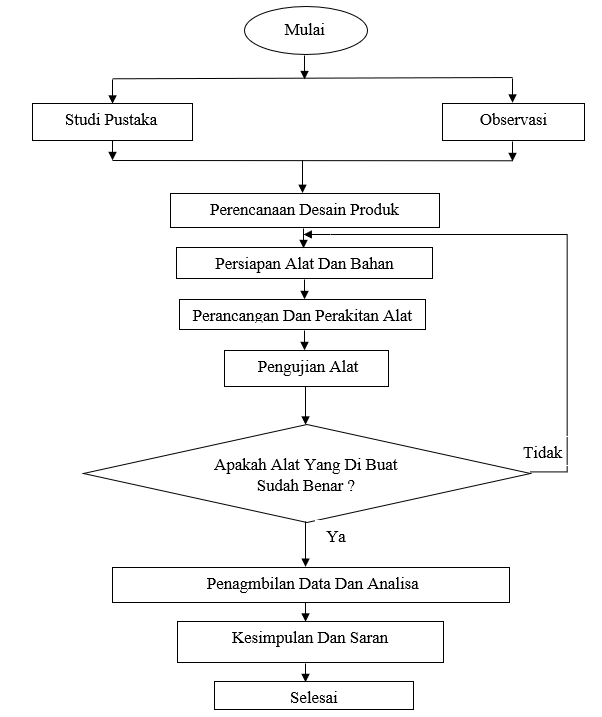 Mulai
Studi Pustaka
Observasi
Perencanaan Desain Produk
Persiapan Alat Dan Bahan
Perancangan Dan Perakitan Alat
Pengujian Alat
Apakah Alat Yang Di Buat
Sudah Benar ?
Tidak
Ya
Penagmbilan Data Dan Analisa
Kesimpulan Dan Saran
Selesai